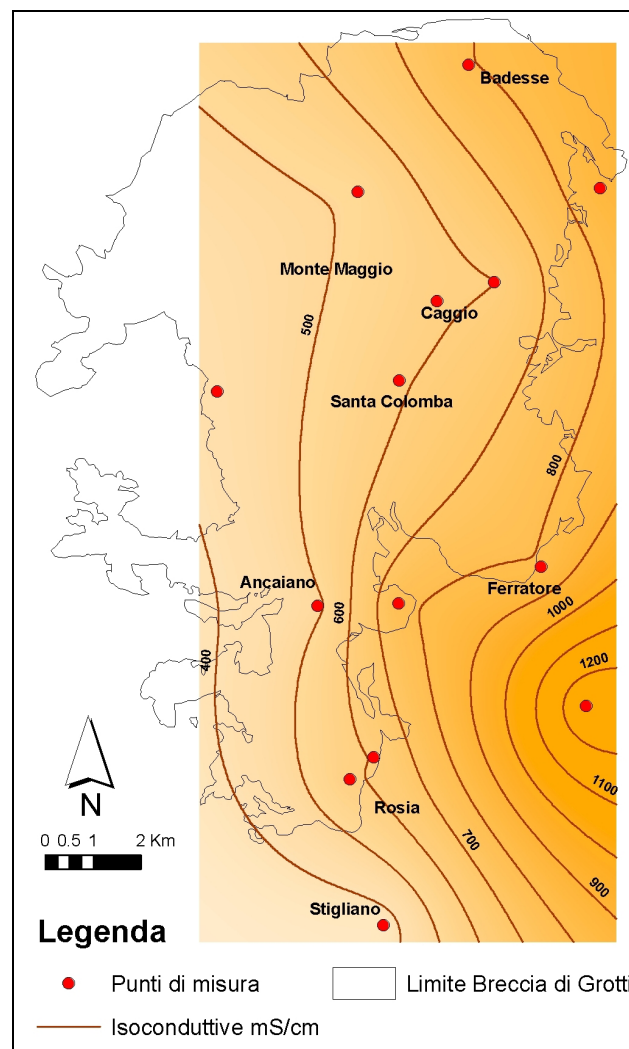 Badesse
Monte Maggio
500
Caggio
Santa Colomba
800
Ancaiano
600
Ferratore
1000
400
1200
1100
N
Rosia
0 0.5 1 2 Km
700
900
Stigliano
Legenda
Punti di misura
Limite Breccia di Grotti
Isoconduttive mS/cm